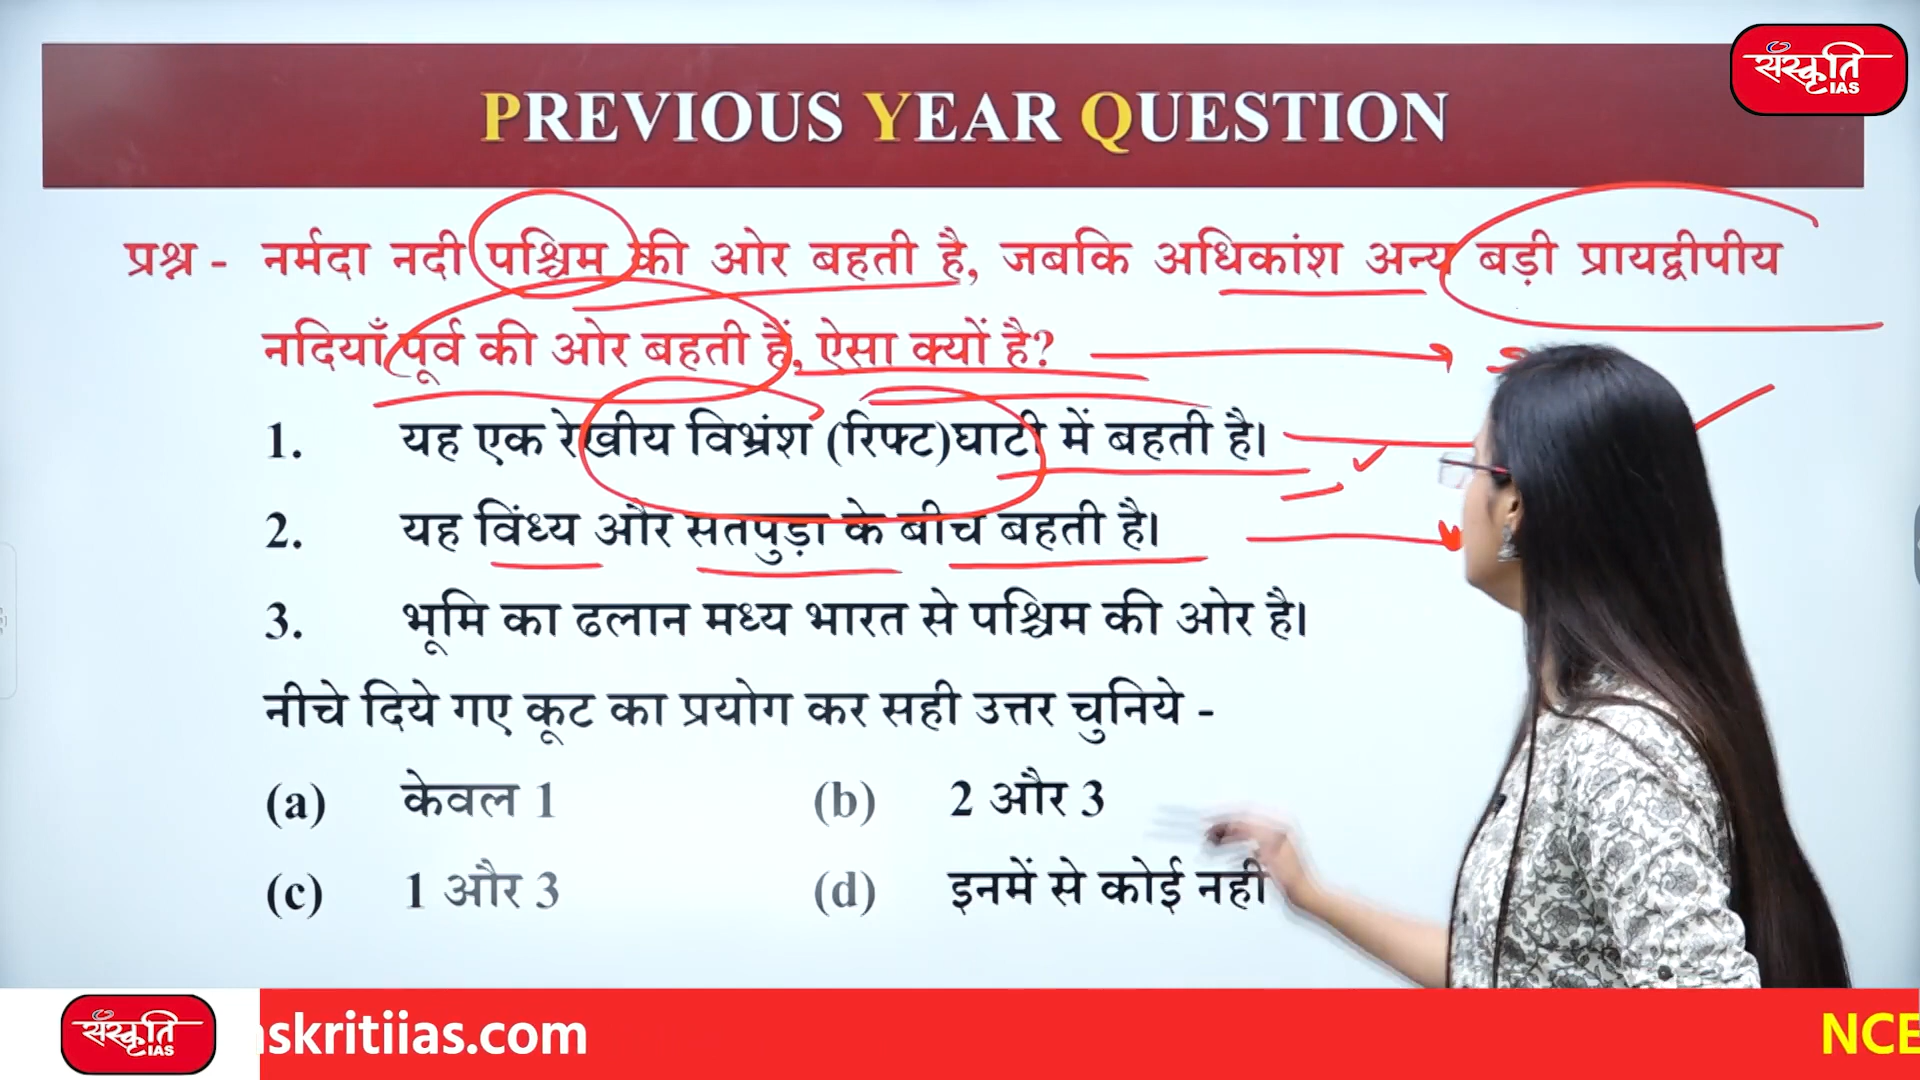 संस्कृति
IAS
PREVIOUS YEAR QUESTION
प्रश्न - नर्मदा नदी पश्चिम की ओर बहती है, जबकि अधिकांश अन्य बड़ी प्रायद्वीपीय
नदियाँ पूर्व की ओर बहती हैं, ऐसा क्यों है?
1. यह एक रेखीय विभ्रंश (रिफ्ट)घाटी में बहती है।
2. यह विंध्य और सतपुड़ा के बीच बहती है।
3. भूमि का ढलान मध्य भारत से पश्चिम की ओर है।
नीचे दिये गए कूट का प्रयोग कर सही उत्तर चुनिये -
(a) केवल 1 (b) 2 और 3
(c) 1 और 3 (d) इनमें से कोई नहीं
संस्कृति
IAS
skritiias.com
NCE